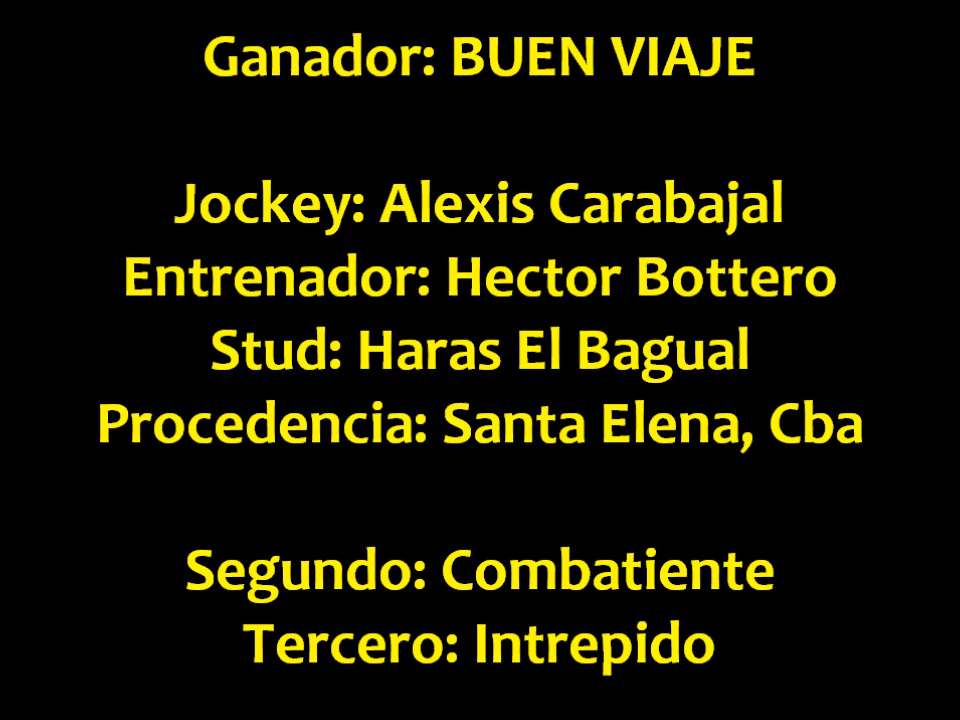 Ganador: BUEN VIAJE
Jockey: Alexis Carabajal
Entrenador: Hector Bottero
Stud: Haras El Bagual
Procedencia: Santa Elena, Cba
Segundo: Combatiente
Tercero: Intrepido